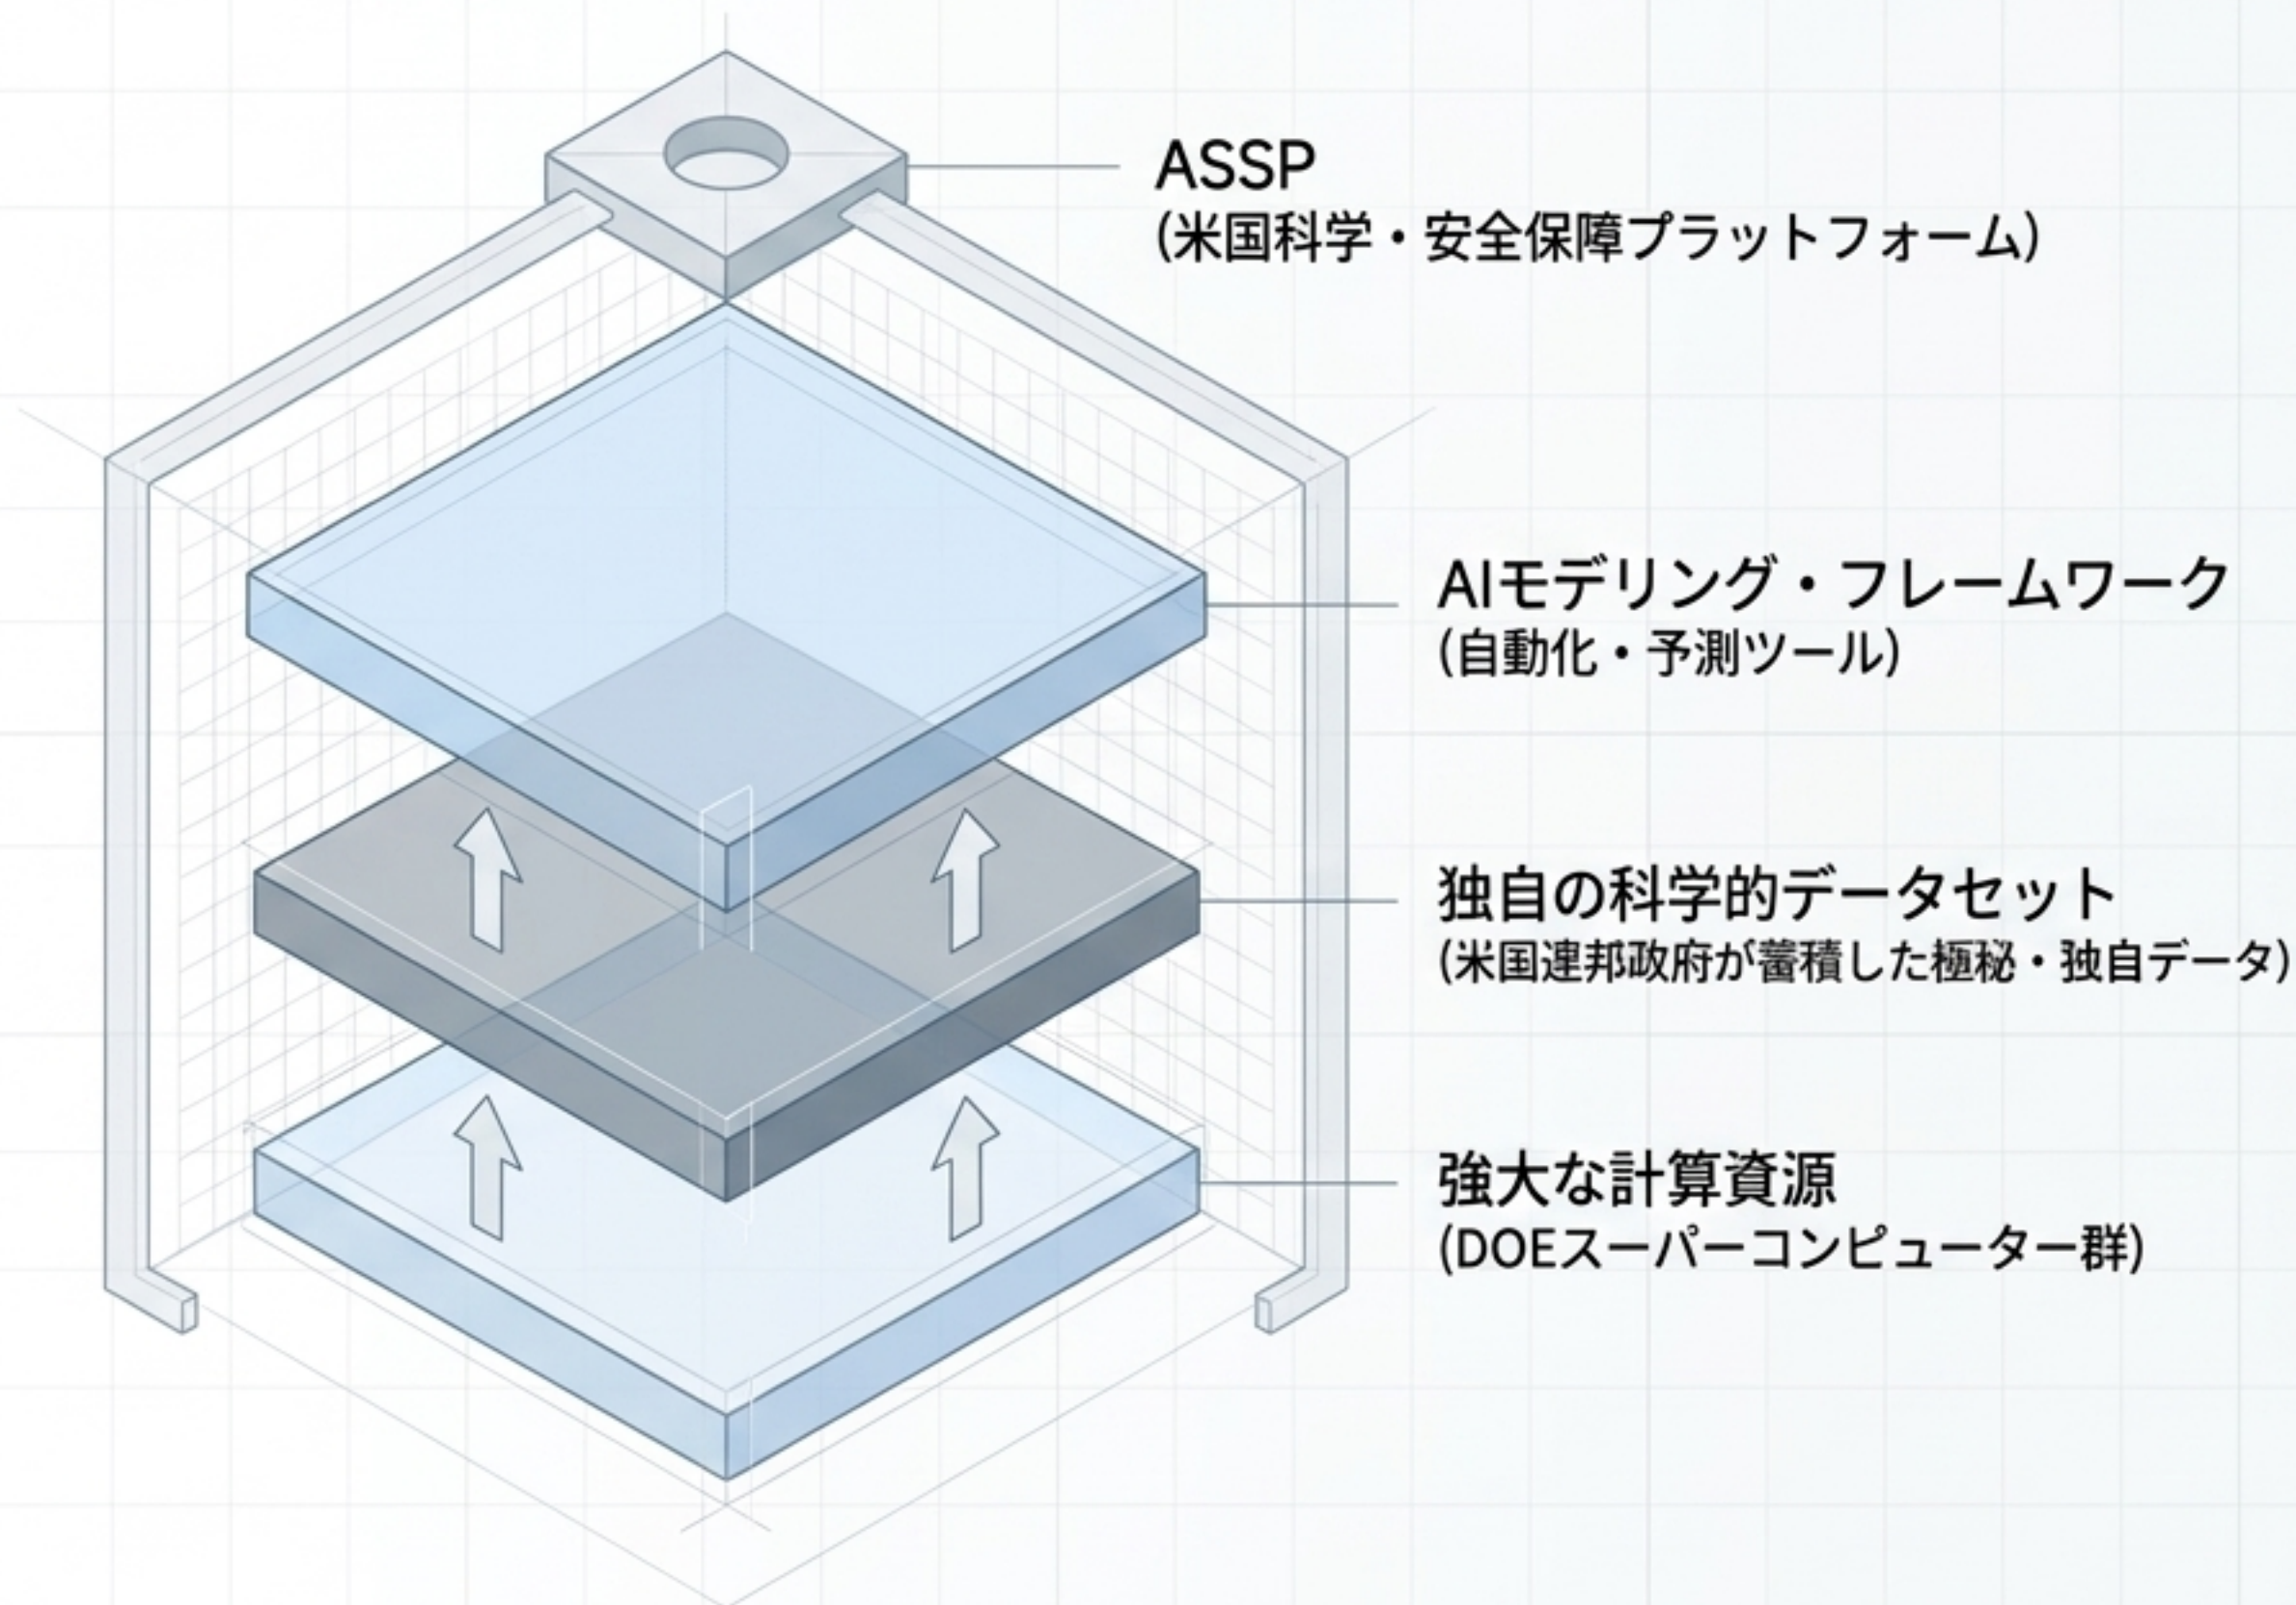 ASSP
(米国科学・安全保障プラットフォーム)
AIモデリング・フレームワーク
(自動化・予測ツール)
独自の科学的データセット
(米国連邦政府が蓄積した極秘・独自データ)
強大な計算資源
(DOEスーパーコンピューター群)